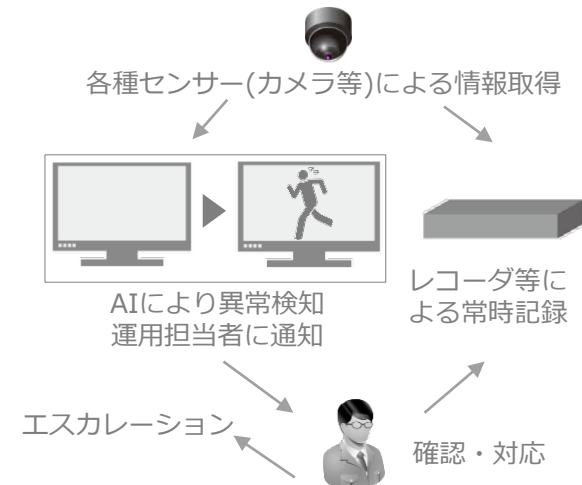 各種センサー(カメラ等)による情報取得
AIにより異常検知
運用担当者に通知
レコーダ等に
よる常時記録
エスカレーション
確認・対応